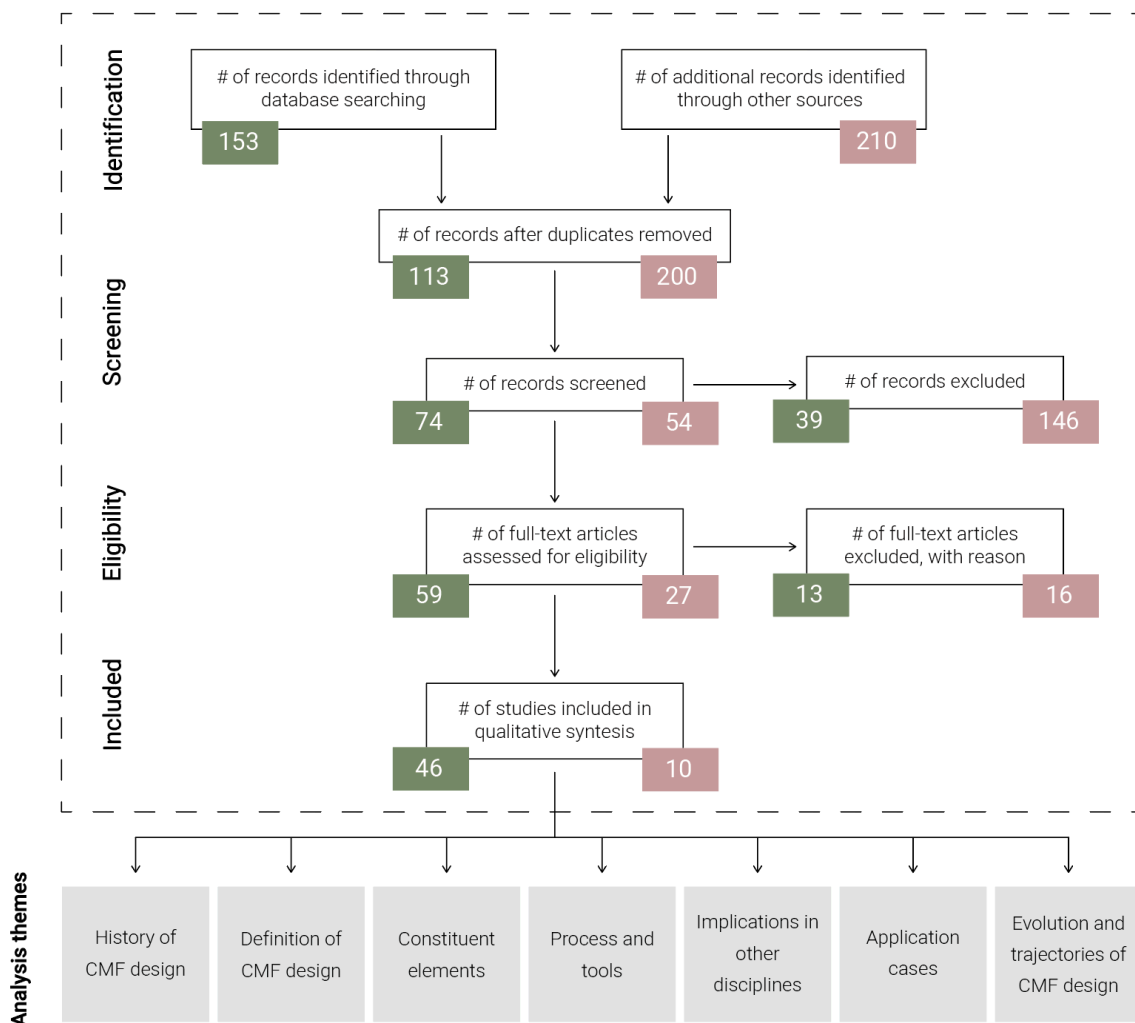 Identification
# of records identified through
database searching
153
# of additional records identified
through other sources
210
# of records after duplicates removed
113
200
Screening
# of records screened
74
54
# of records excluded
39
146
Eligibility
# of full-text articles
assessed for eligibility
59
27
# of full-text articles
excluded, with reason
13
16
Included
# of studies included in
qualitative syntesis
46
10
Analysis themes
History of
CMF design
Definition of
CMF design
Constituent
elements
Process and
tools
Implications in
other
disciplines
Application
cases
Evolution and
trajectories of
CMF design